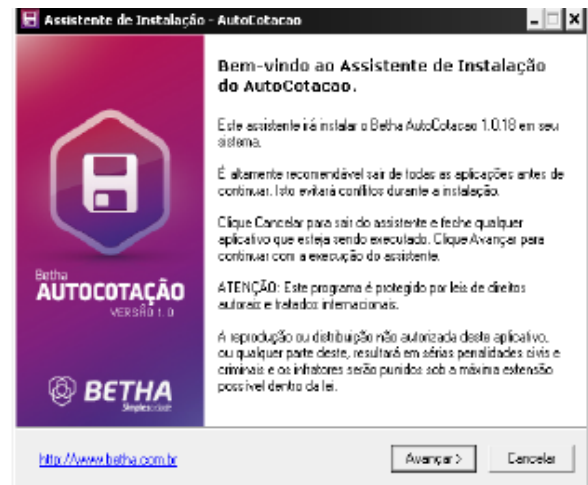 Assistente de Instalação - AutoCotacao
Bem-vindo ao Assistente de Instalação
do AutoCotacao.
Este assistente irá instalar o Betha AutoCotacao 1.0.18 em seu
sistema.
É altamente recomendável sair de todas as aplicações antes de
continuar. Isto evitará conflitos durante a instalação.
Clique Cancelar para sair do assistente e feche qualquer
aplicativo que esteja sendo executado. Clique Avançar para
continuar com a execução do assistente.
ATENÇÃO: Este programa é protegido por leis de direitos
autorais e tratados internacionais.
A reprodução ou distribuição não autorizada deste aplicativo,
ou qualquer parte deste, resultará em sérias penalidades civis e
criminais e os infratores serão punidos sob a máxima extensão
possível dentro da lei.
Betha
AUTOCOTAÇÃO
VERSÃO 1.0
BETHA
http://www.betha.com.br
Avançar >
Cancelar